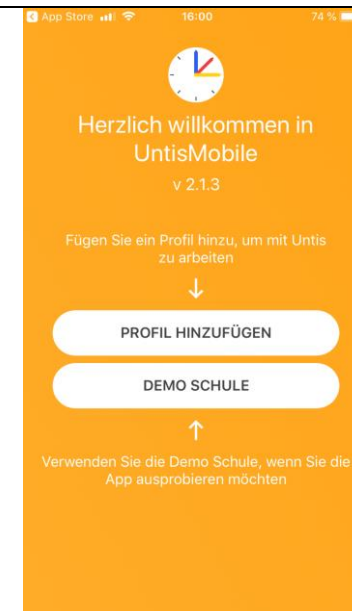 App Store 16:00 74 %
Herzlich willkommen in
UntisMobile
v 2.1.3
Fügen Sie ein Profil hinzu, um mit Untis
zu arbeiten
PROFIL HINZUFÜGEN
DEMO SCHULE
Verwenden Sie die Demo Schule, wenn Sie die
App ausprobieren möchten